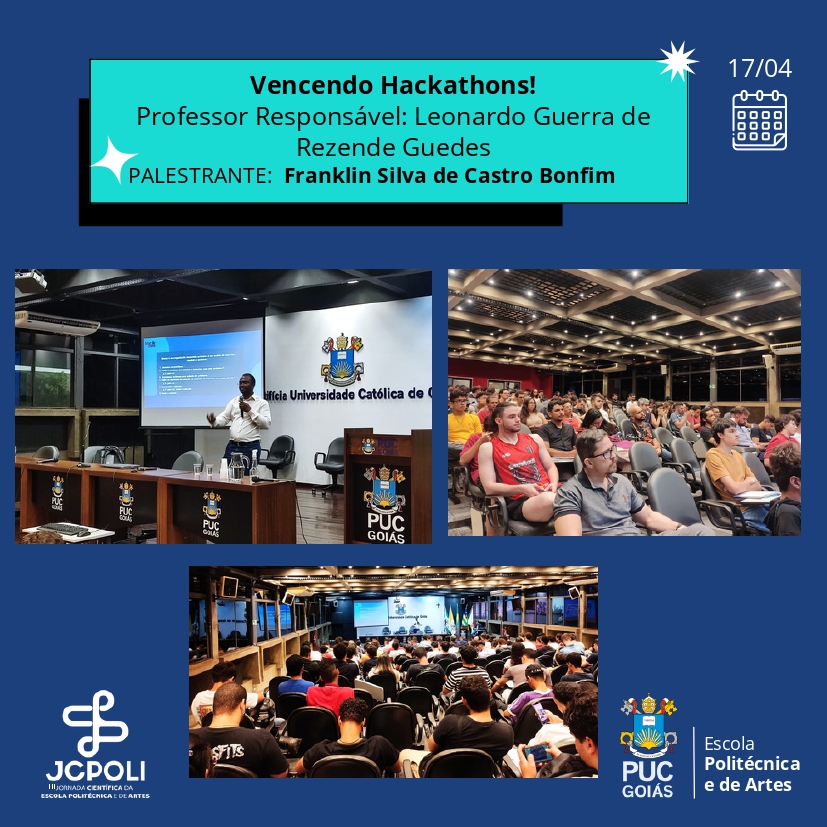 Vencendo Hackathons!
Professor Responsável: Leonardo Guerra de
Rezende Guedes
PALESTRANTE: Franklin Silva de Castro Bonfim
17/04
ifícia Universidade Católica de G
PUC
GOIÁS
PUC
GOIÁS
PUC
GOIÁS
PUC
GOIÁS
JCPOLI
III JORNADA CIENTÍFICA DA
ESCOLA POLITÉCNICA E DE ARTES
PUC
GOIÁS
Escola
Politécnica
e de Artes